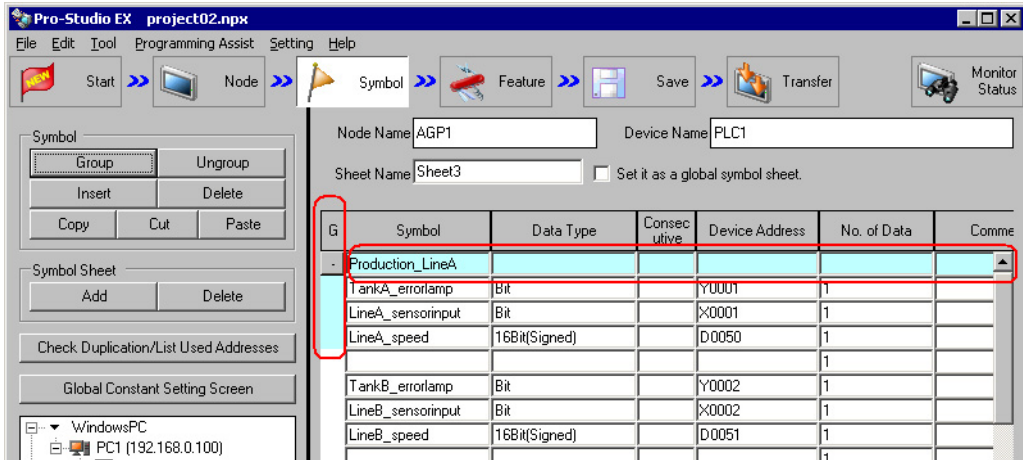 Pro-Studio EX project02.npx
File Edit Tool Programming Assist Setting Help
NEW Start Node Symbol Feature Save Transfer Monitor Status
Symbol
Group Ungroup
Insert Delete
Copy Cut Paste
Symbol Sheet
Add Delete
Check Duplication/List Used Addresses
Global Constant Setting Screen
WindowsPC
PC1 (192.168.0.100)
Node Name AGP1 Device Name PLC1
Sheet Name Sheet3 Set it as a global symbol sheet.
G Symbol Data Type Consecutive Device Address No. of Data Comme
- Production_LineA
TankA_errorlamp Bit Y0001 1
LineA_sensorinput Bit X0001 1
LineA_speed 16Bit(Signed) D0050 1
1
TankB_errorlamp Bit Y0002 1
LineB_sensorinput Bit X0002 1
LineB_speed 16Bit(Signed) D0051 1
1